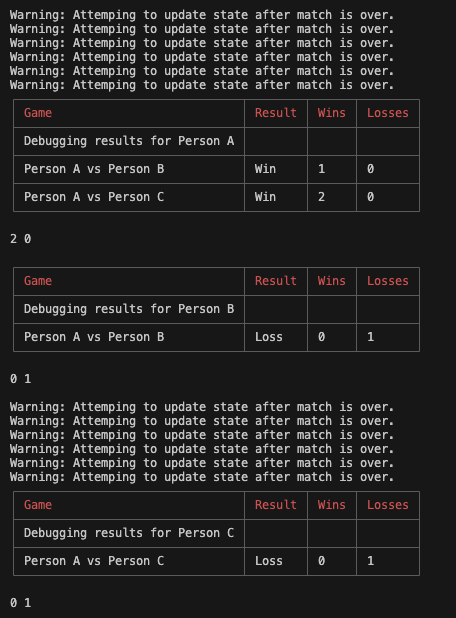 Warning: Attemping to update state after match is over.
Warning: Attemping to update state after match is over.
Warning: Attemping to update state after match is over.
Warning: Attemping to update state after match is over.
Warning: Attemping to update state after match is over.
Warning: Attemping to update state after match is over.
Game Result Wins Losses
Debugging results for Person A
Person A vs Person B Win 1 0
Person A vs Person C Win 2 0
2 0
Game Result Wins Losses
Debugging results for Person B
Person A vs Person B Loss 0 1
0 1
Warning: Attemping to update state after match is over.
Warning: Attemping to update state after match is over.
Warning: Attemping to update state after match is over.
Warning: Attemping to update state after match is over.
Warning: Attemping to update state after match is over.
Warning: Attemping to update state after match is over.
Game Result Wins Losses
Debugging results for Person C
Person A vs Person C Loss 0 1
0 1